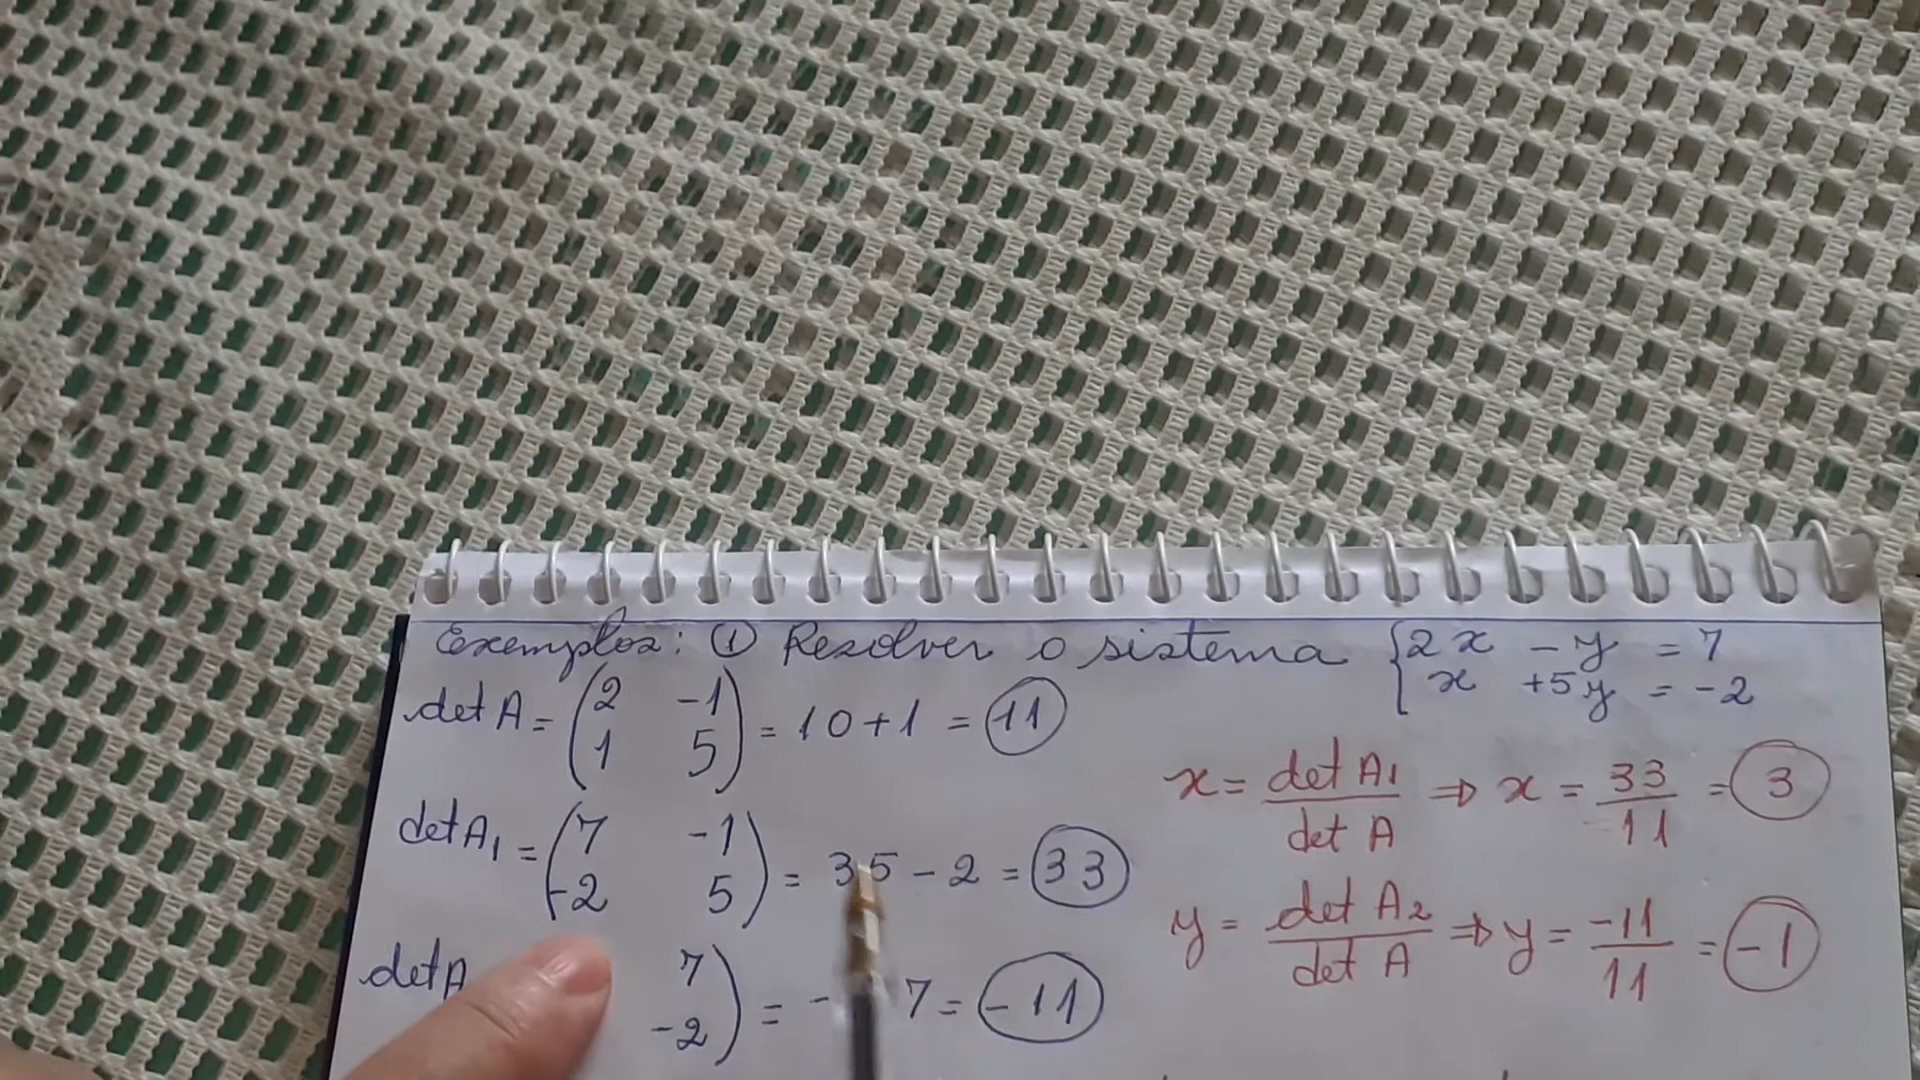 Exemplos: ① Resolver o sistema { 2x - y = 7
x + 5y = -2
det A = (2 -1
1 5) = 10 + 1 = 11
det A₁ = (7 -1
-2 5) = 35 - 2 = 33
det A
7
-2) = - 7 = -11
x = det A₁ / det A ⇒ x = 33 / 11 = 3
y = det A₂ / det A ⇒ y = -11 / 11 = -1